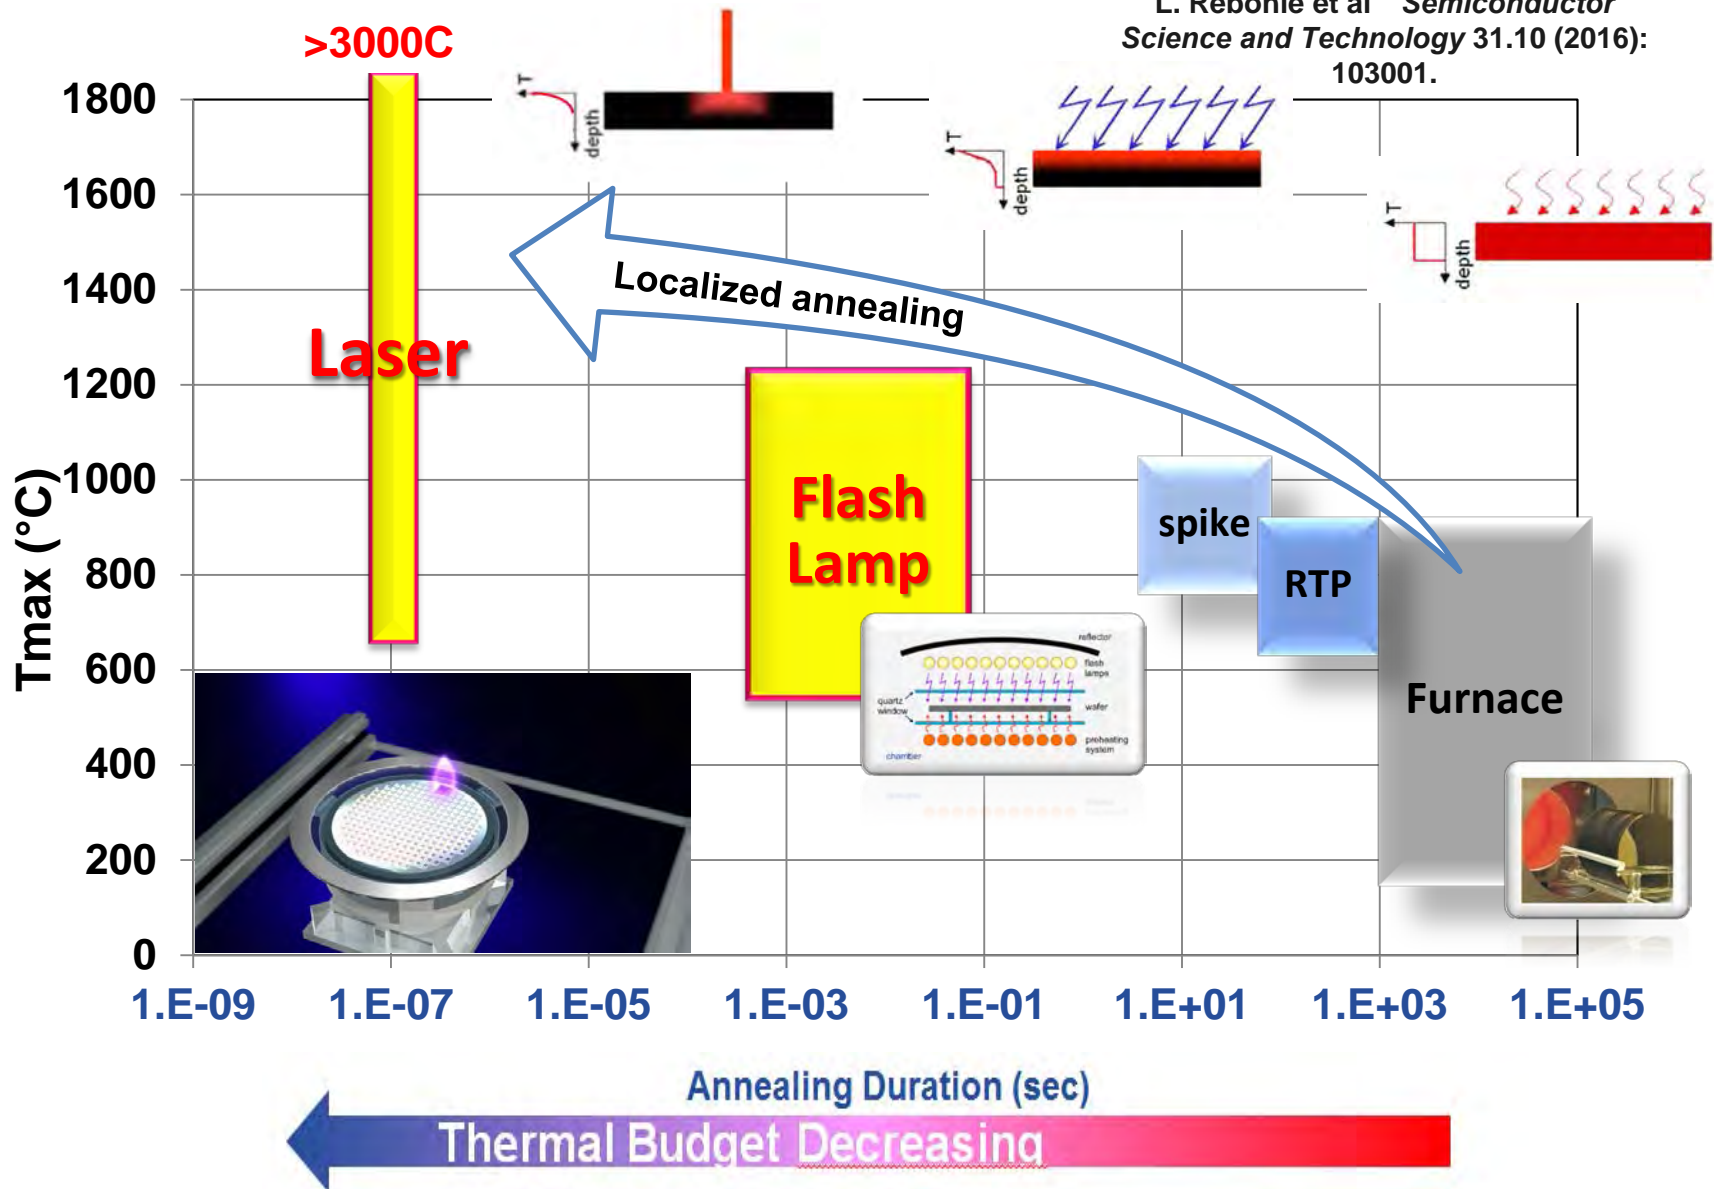 L. Rebohle et al "Semiconductor
Science and Technology 31.10 (2016):
103001.
>3000C
T
depth
T
depth
T
depth
Localized annealing
Laser
Flash
Lamp
spike
RTP
Furnace
reflector
flash
lamps
quartz
window
wafer
preheating
system
chamber
Tmax (°C)
1800
1600
1400
1200
1000
800
600
400
200
0
1.E-09
1.E-07
1.E-05
1.E-03
1.E-01
1.E+01
1.E+03
1.E+05
Annealing Duration (sec)
Thermal Budget Decreasing